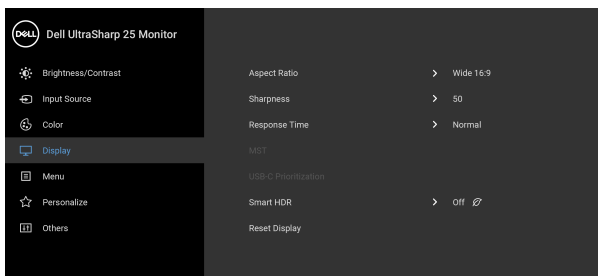 DELL Dell UltraSharp 25 Monitor
Brightness/Contrast
Input Source
Color
Display
Menu
Personalize
Others
Aspect Ratio Wide 16:9
Sharpness 50
Response Time Normal
MST
USB-C Prioritization
Smart HDR Off
Reset Display